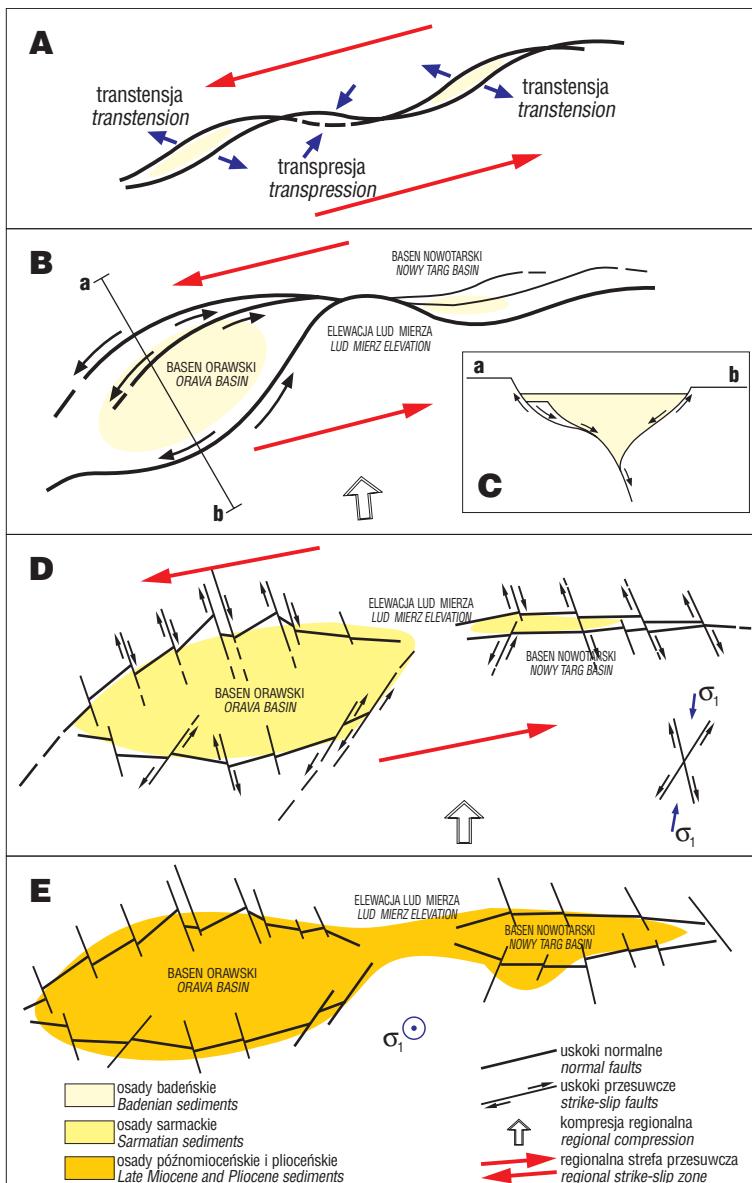 A
transtensja
transtension
transtensja
transtension
transpresja
transpression
B
BASEN NOWOTARSKI
NOWY TARG BASIN
a
ELEWACJA LUD MIERZA
LUD MIERZ ELEVATION
BASEN ORAWSKI
ORAVA BASIN
b
a
b
C
D
ELEWACJA LUD MIERZA
LUD MIERZ ELEVATION
BASEN NOWOTARSKI
NOWY TARG BASIN
BASEN ORAWSKI
ORAVA BASIN
σ1
σ1
E
ELEWACJA LUD MIERZA
LUD MIERZ ELEVATION
BASEN NOWOTARSKI
NOWY TARG BASIN
BASEN ORAWSKI
ORAVA BASIN
σ1
osady badeńskie
Badenian sediments
osady sarmackie
Sarmatian sediments
osady późnomioceńskie i plioceńskie
Late Miocene and Pliocene sediments
uskoki normalne
normal faults
uskoki przesuwcze
strike-slip faults
kompresja regionalna
regional compression
regionalna strefa przesuwcza
regional strike-slip zone